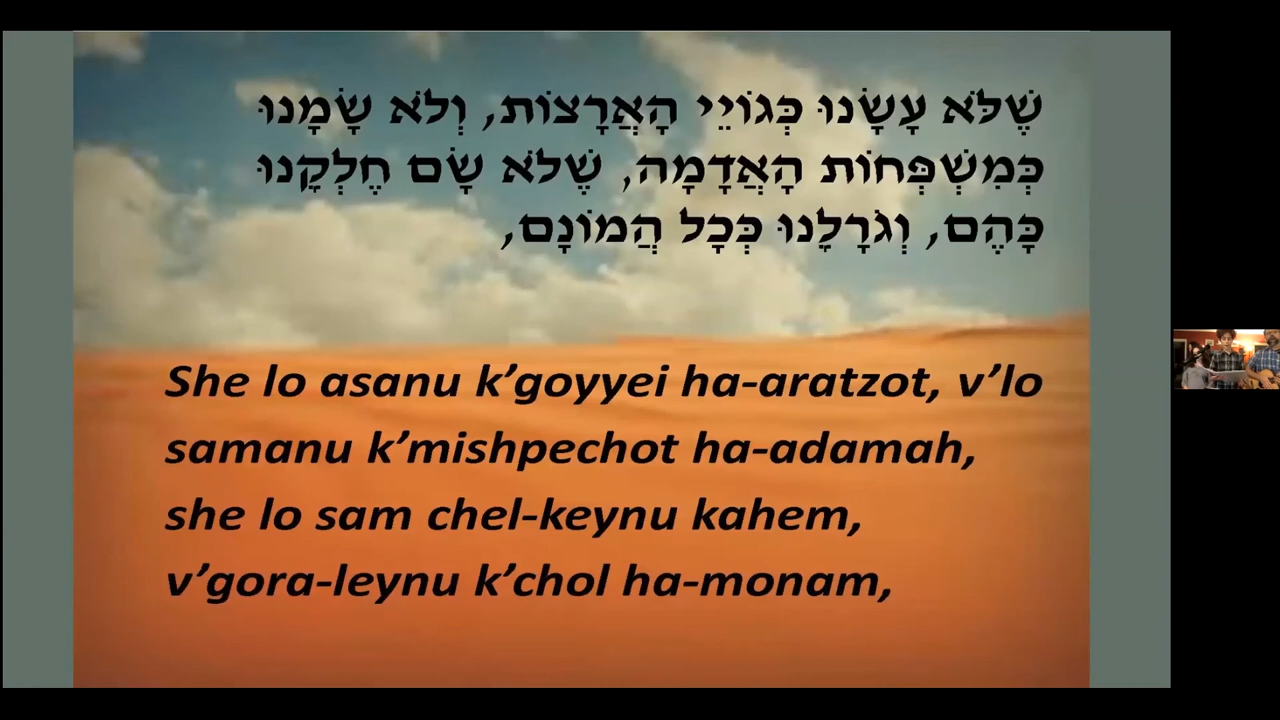 שֶׁלֹּא עָשָׂנוּ כְּגוֹיֵי הָאֲרָצוֹת, וְלֹא שָׂמָנוּ
כְּמִשְׁפְּחוֹת הָאֲדָמָה, שֶׁלֹּא שָׂם חֶלְקֵנוּ
כָּהֶם, וְגֹרָלֵנוּ כְּכָל הֲמוֹנָם,
She lo asanu k’goyyei ha-aratzot, v’lo
samanu k’mishpechot ha-adamah,
she lo sam chel-keynu kahem,
v’gora-leynu k’chol ha-monam,